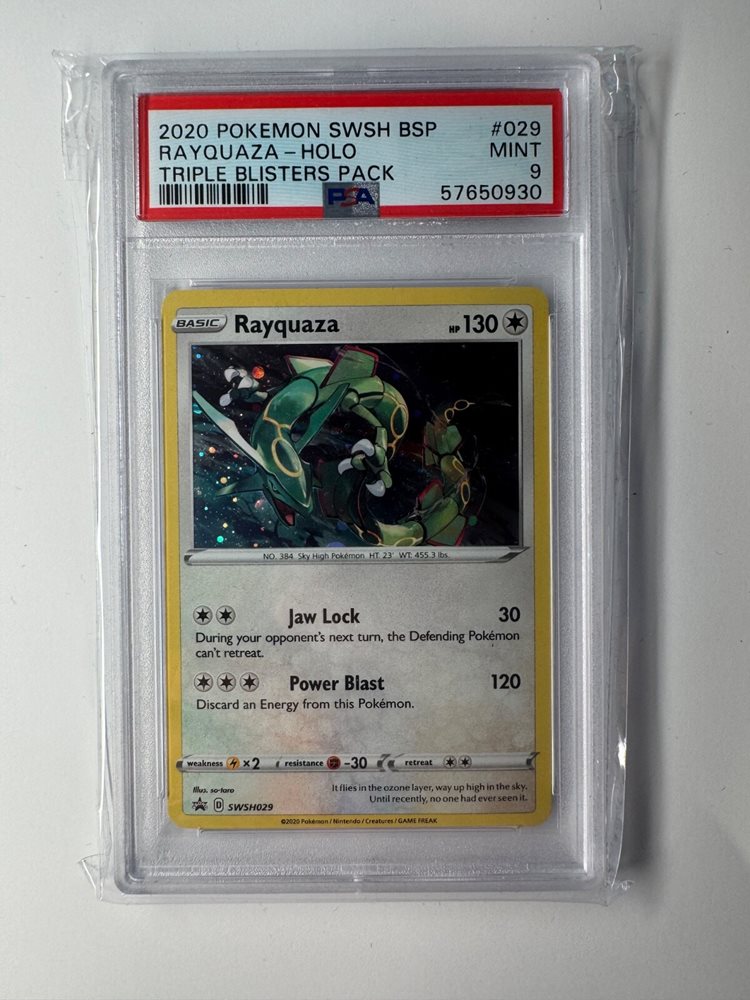 2020 POKEMON SWSH BSP #029
RAYQUAZA - HOLO MINT
TRIPLE BLISTERS PACK 9
PSA 57650930
BASIC Rayquaza HP 130
NO. 384 Sky High Pokémon HT: 23' WT: 455.3 lbs.
Jaw Lock 30
During your opponent's next turn, the Defending Pokémon
can't retreat.
Power Blast 120
Discard an Energy from this Pokémon.
weakness ×2 resistance -30 retreat
Illus. so-taro
It flies in the ozone layer, way up high in the sky.
Until recently, no one had ever seen it.
D SWSH029
©2020 Pokémon / Nintendo / Creatures / GAME FREAK